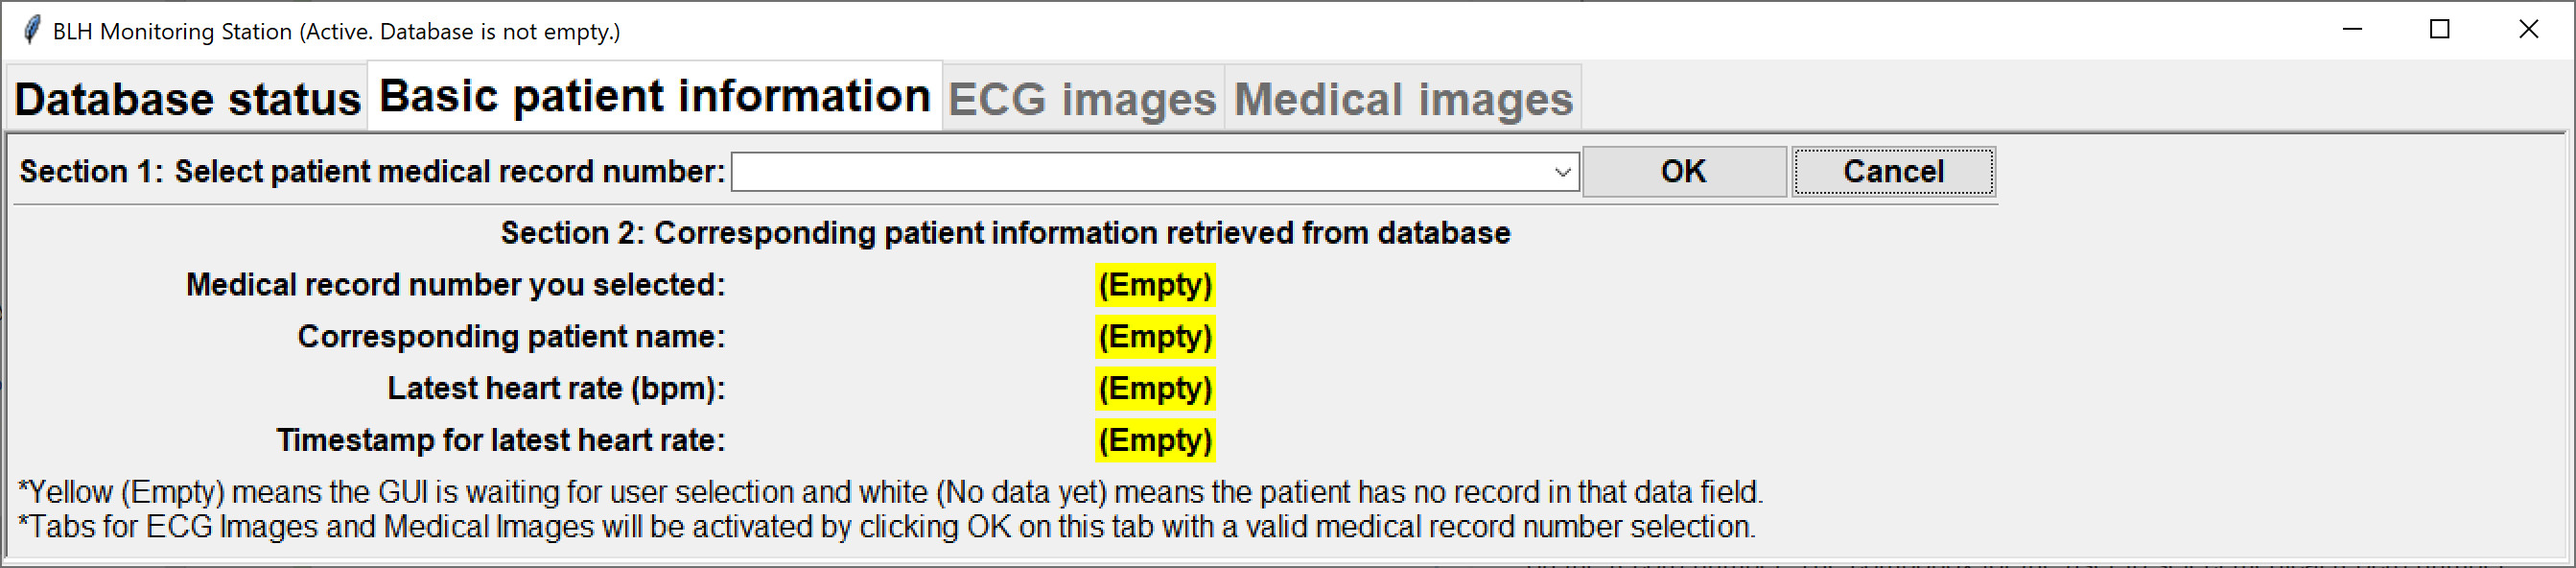 BLH Monitoring Station (Active. Database is not empty.)
Database status Basic patient information ECG images Medical images
Section 1: Select patient medical record number: OK Cancel
Section 2: Corresponding patient information retrieved from database
Medical record number you selected: (Empty)
Corresponding patient name: (Empty)
Latest heart rate (bpm): (Empty)
Timestamp for latest heart rate: (Empty)
*Yellow (Empty) means the GUI is waiting for user selection and white (No data yet) means the patient has no record in that data field.
*Tabs for ECG Images and Medical Images will be activated by clicking OK on this tab with a valid medical record number selection.